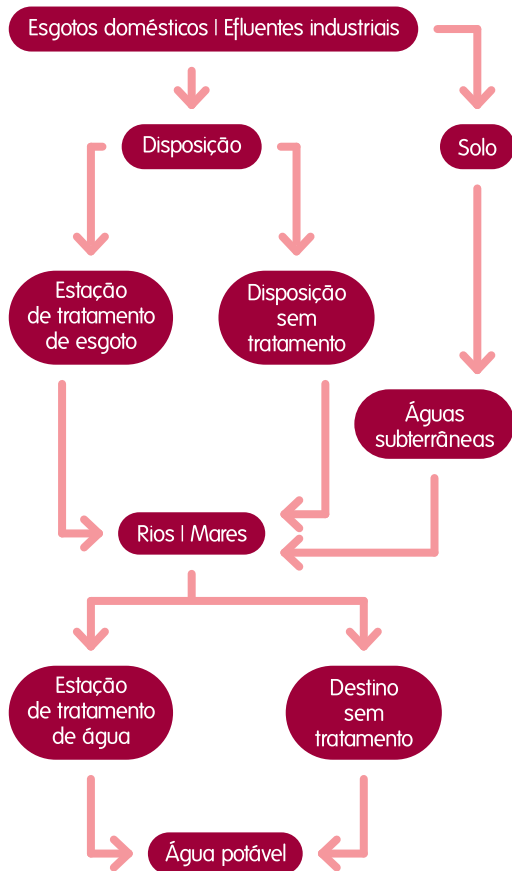 Esgotos domésticos | Efluentes industriais
Disposição
Solo
Estação
de tratamento
de esgoto
Disposição
sem
tratamento
Águas
subterrâneas
Rios | Mares
Estação
de tratamento
de água
Destino
sem
tratamento
Água potável